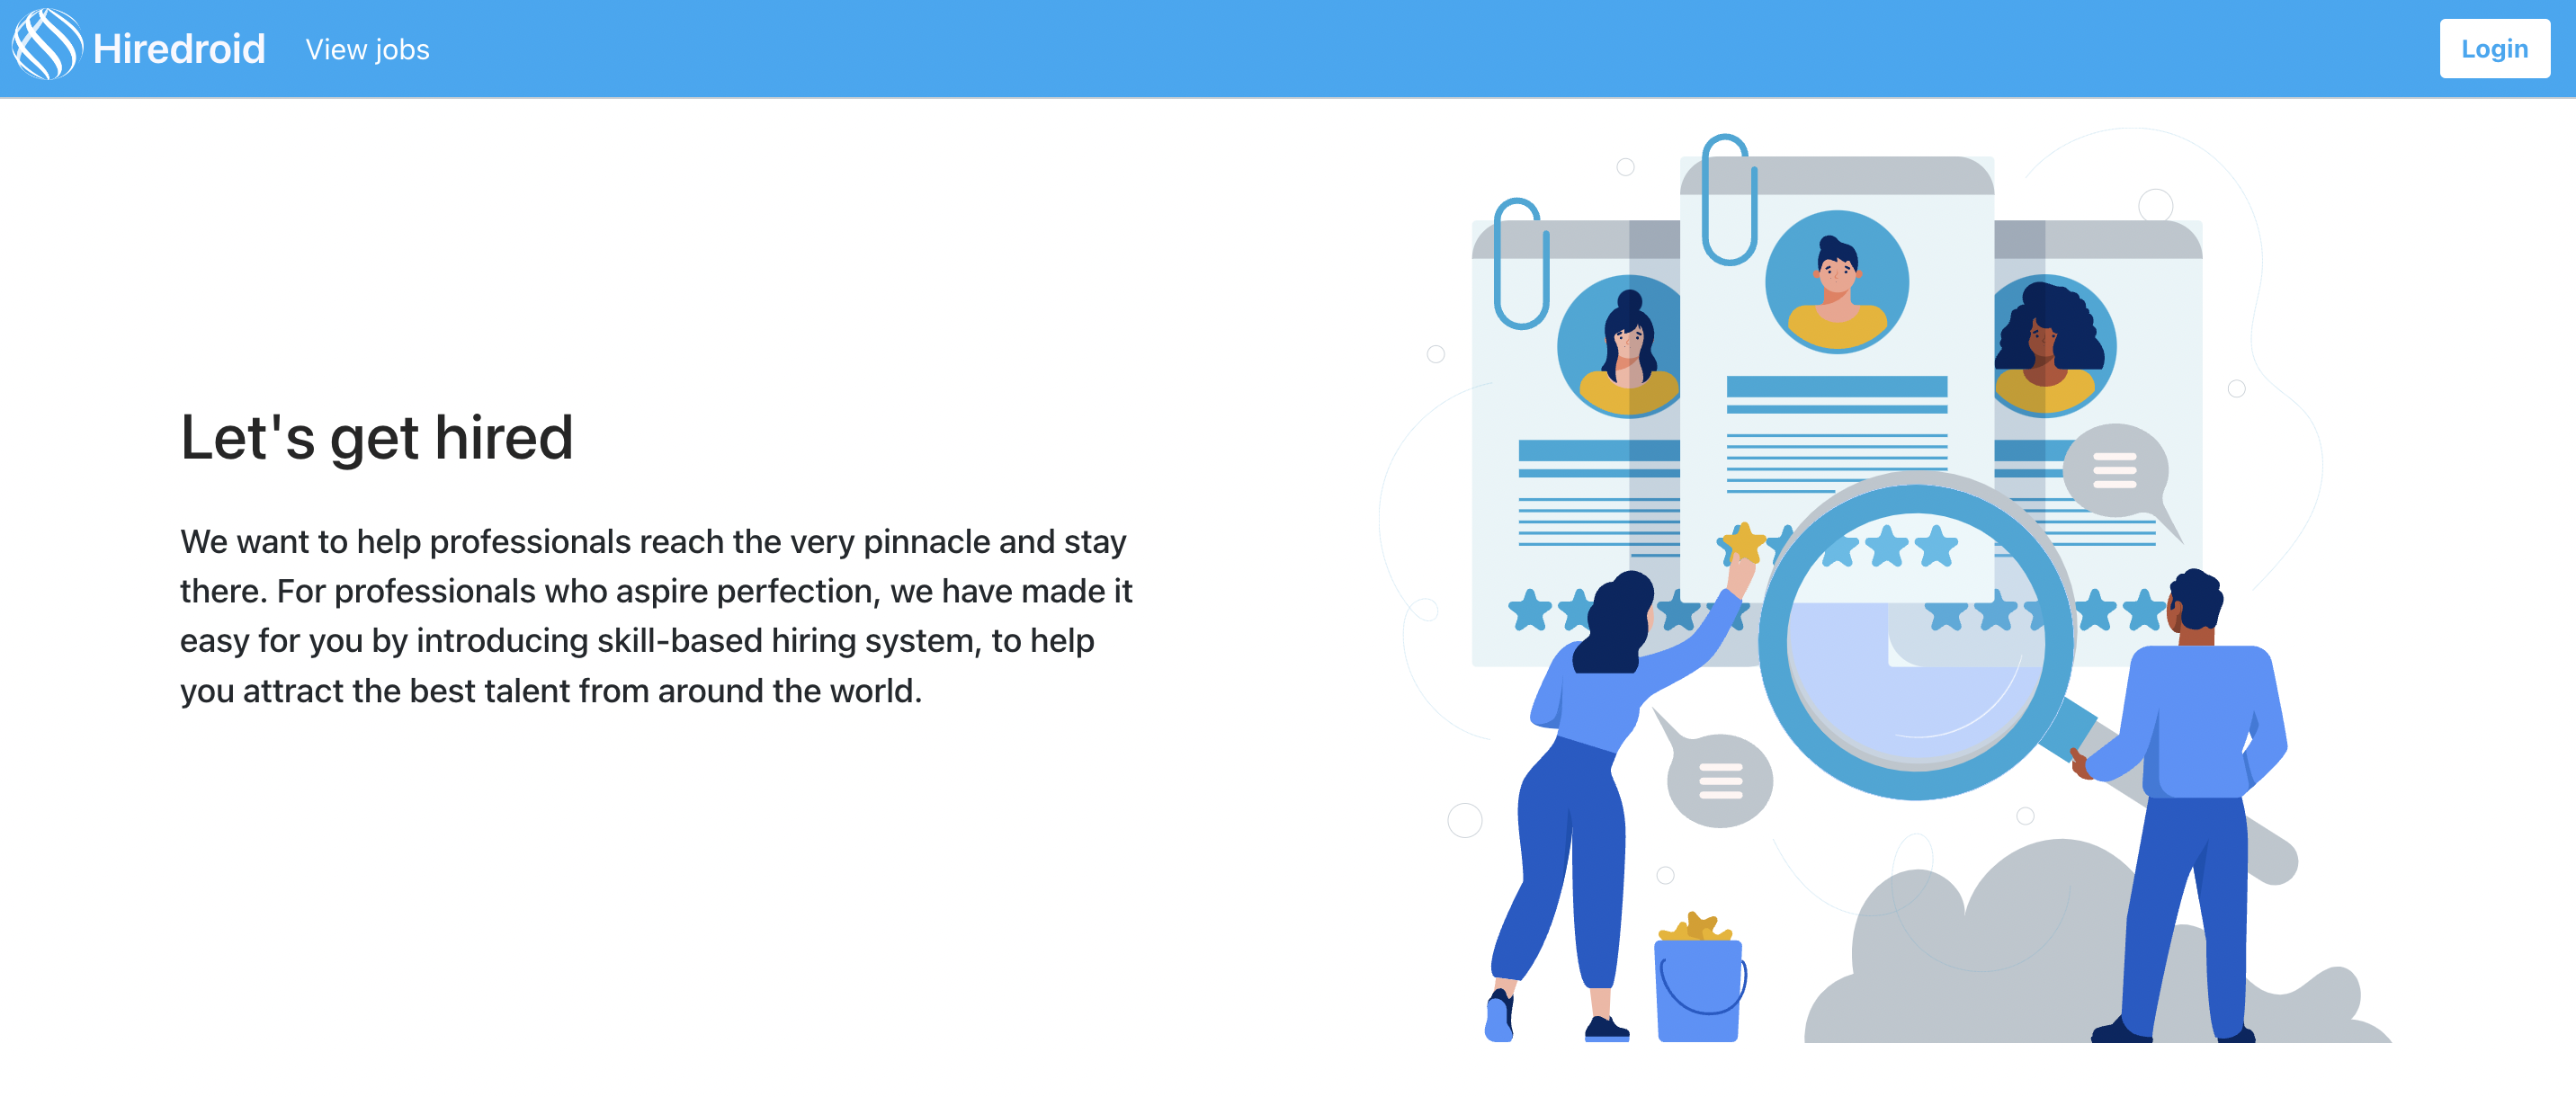 Hiredroid
View jobs
Login
Let's get hired
We want to help professionals reach the very pinnacle and stay
there. For professionals who aspire perfection, we have made it
easy for you by introducing skill-based hiring system, to help
you attract the best talent from around the world.